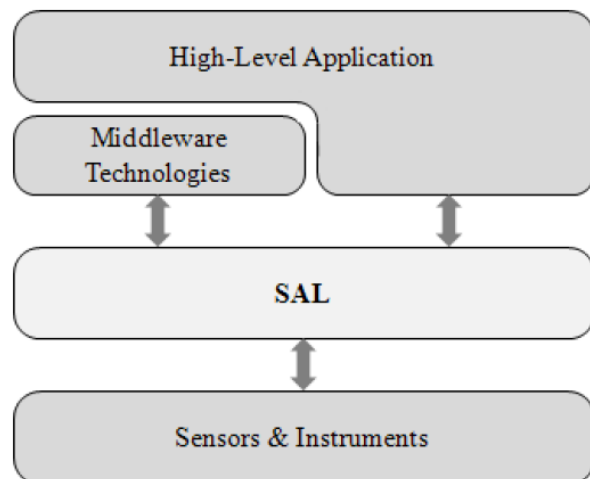 High-Level Application
Middleware
Technologies
SAL
Sensors & Instruments